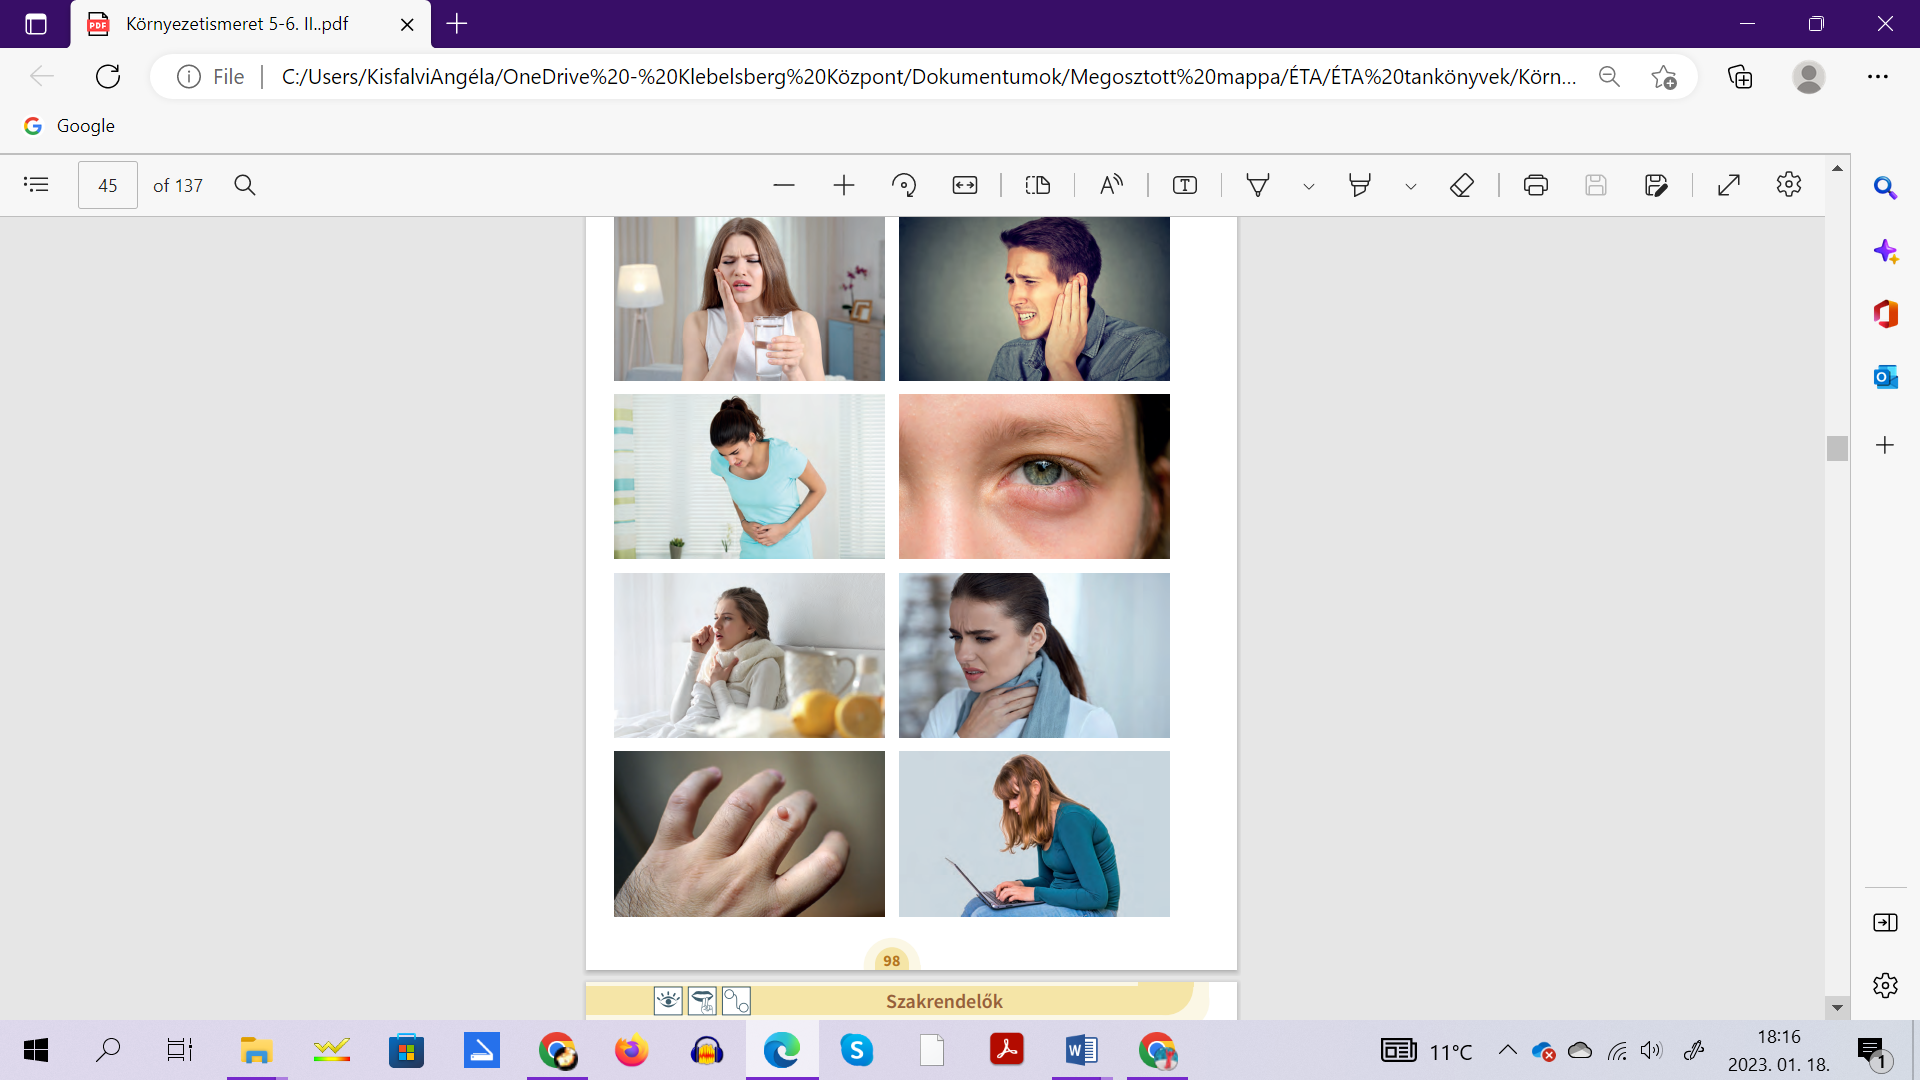 Környezetismeret 5-6. II..pdf
File
C:/Users/KisfalviAngéla/OneDrive%20-%20Klebelsberg%20Központ/Dokumentumok/Megosztott%20mappa/ÉTA/ÉTA%20tankönyvek/Körn...
Google
45 of 137
98
Szakrendelők
11°C
18:16
2023. 01. 18.
1